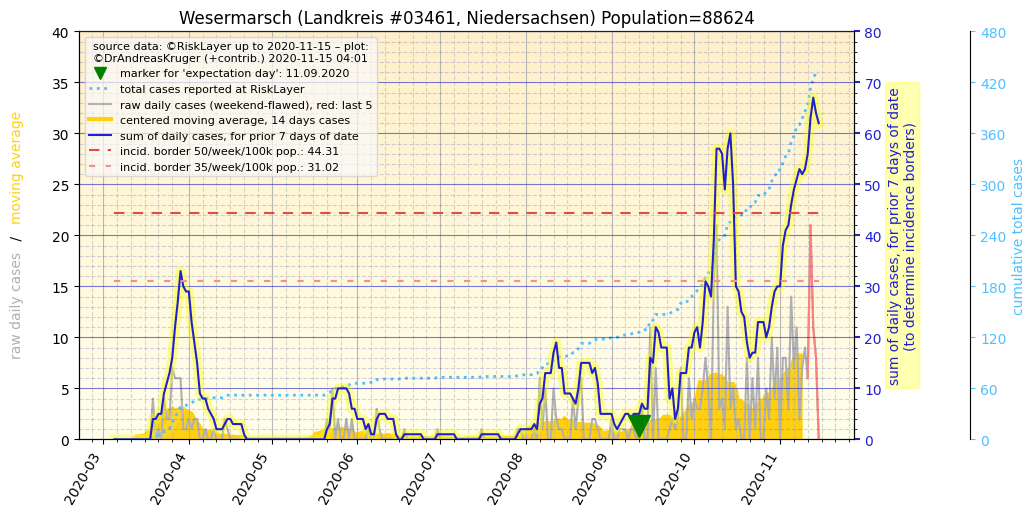 Wesermarsch (Landkreis #03461, Niedersachsen) Population=88624
source data: ©RiskLayer up to 2020-11-15 – plot:
©DrAndreasKruger (+contrib.) 2020-11-15 04:01
marker for 'expectation day': 11.09.2020
total cases reported at RiskLayer
raw daily cases (weekend-flawed), red: last 5
centered moving average, 14 days cases
sum of daily cases, for prior 7 days of date
incid. border 50/week/100k pop.: 44.31
incid. border 35/week/100k pop.: 31.02
raw daily cases / moving average
40
35
30
25
20
15
10
5
0
2020-03
2020-04
2020-05
2020-06
2020-07
2020-08
2020-09
2020-10
2020-11
80
70
60
50
40
30
20
10
0
sum of daily cases, for prior 7 days of date
(to determine incidence borders)
480
420
360
300
240
180
120
60
0
cumulative total cases